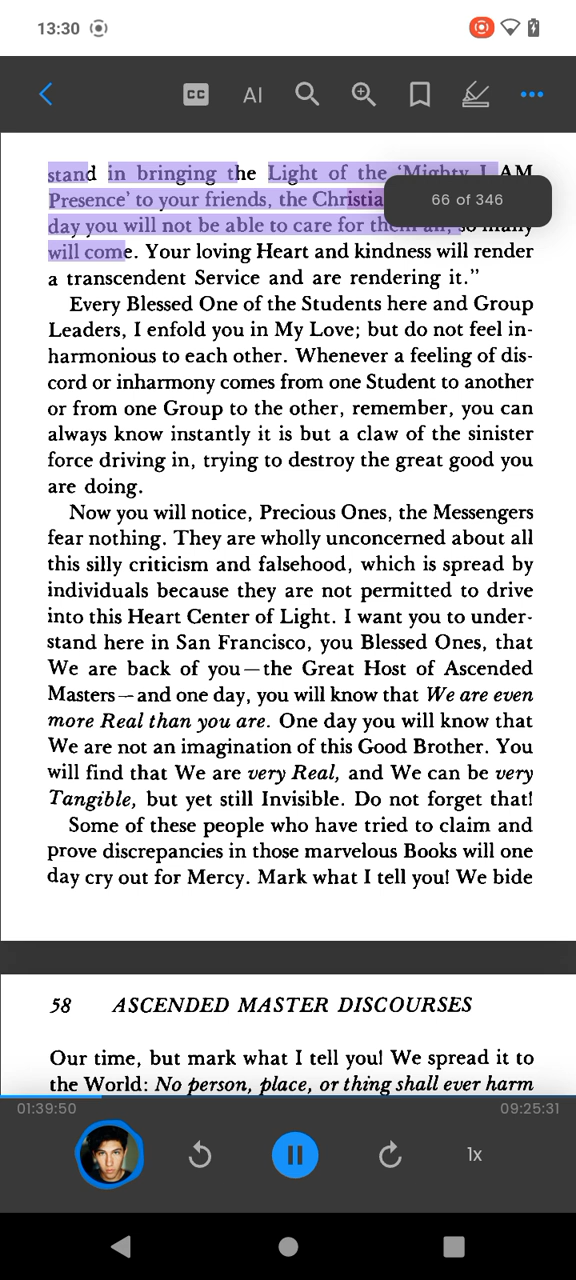 13:30
CC AI
stand in bringing the Light of the ‘Mighty I AM
66 of 346
Presence’ to your friends, the Christia
day you will not be able to care for them all, so many
will come. Your loving Heart and kindness will render
a transcendent Service and are rendering it.”
Every Blessed One of the Students here and Group
Leaders, I enfold you in My Love; but do not feel in-
harmonious to each other. Whenever a feeling of dis-
cord or inharmony comes from one Student to another
or from one Group to the other, remember, you can
always know instantly it is but a claw of the sinister
force driving in, trying to destroy the great good you
are doing.
Now you will notice, Precious Ones, the Messengers
fear nothing. They are wholly unconcerned about all
this silly criticism and falsehood, which is spread by
individuals because they are not permitted to drive
into this Heart Center of Light. I want you to under-
stand here in San Francisco, you Blessed Ones, that
We are back of you—the Great Host of Ascended
Masters—and one day, you will know that We are even
more Real than you are. One day you will know that
We are not an imagination of this Good Brother. You
will find that We are very Real, and We can be very
Tangible, but yet still Invisible. Do not forget that!
Some of these people who have tried to claim and
prove discrepancies in those marvelous Books will one
day cry out for Mercy. Mark what I tell you! We bide
58 ASCENDED MASTER DISCOURSES
Our time, but mark what I tell you! We spread it to
the World: No person, place, or thing shall ever harm
01:39:50 09:25:31
1x